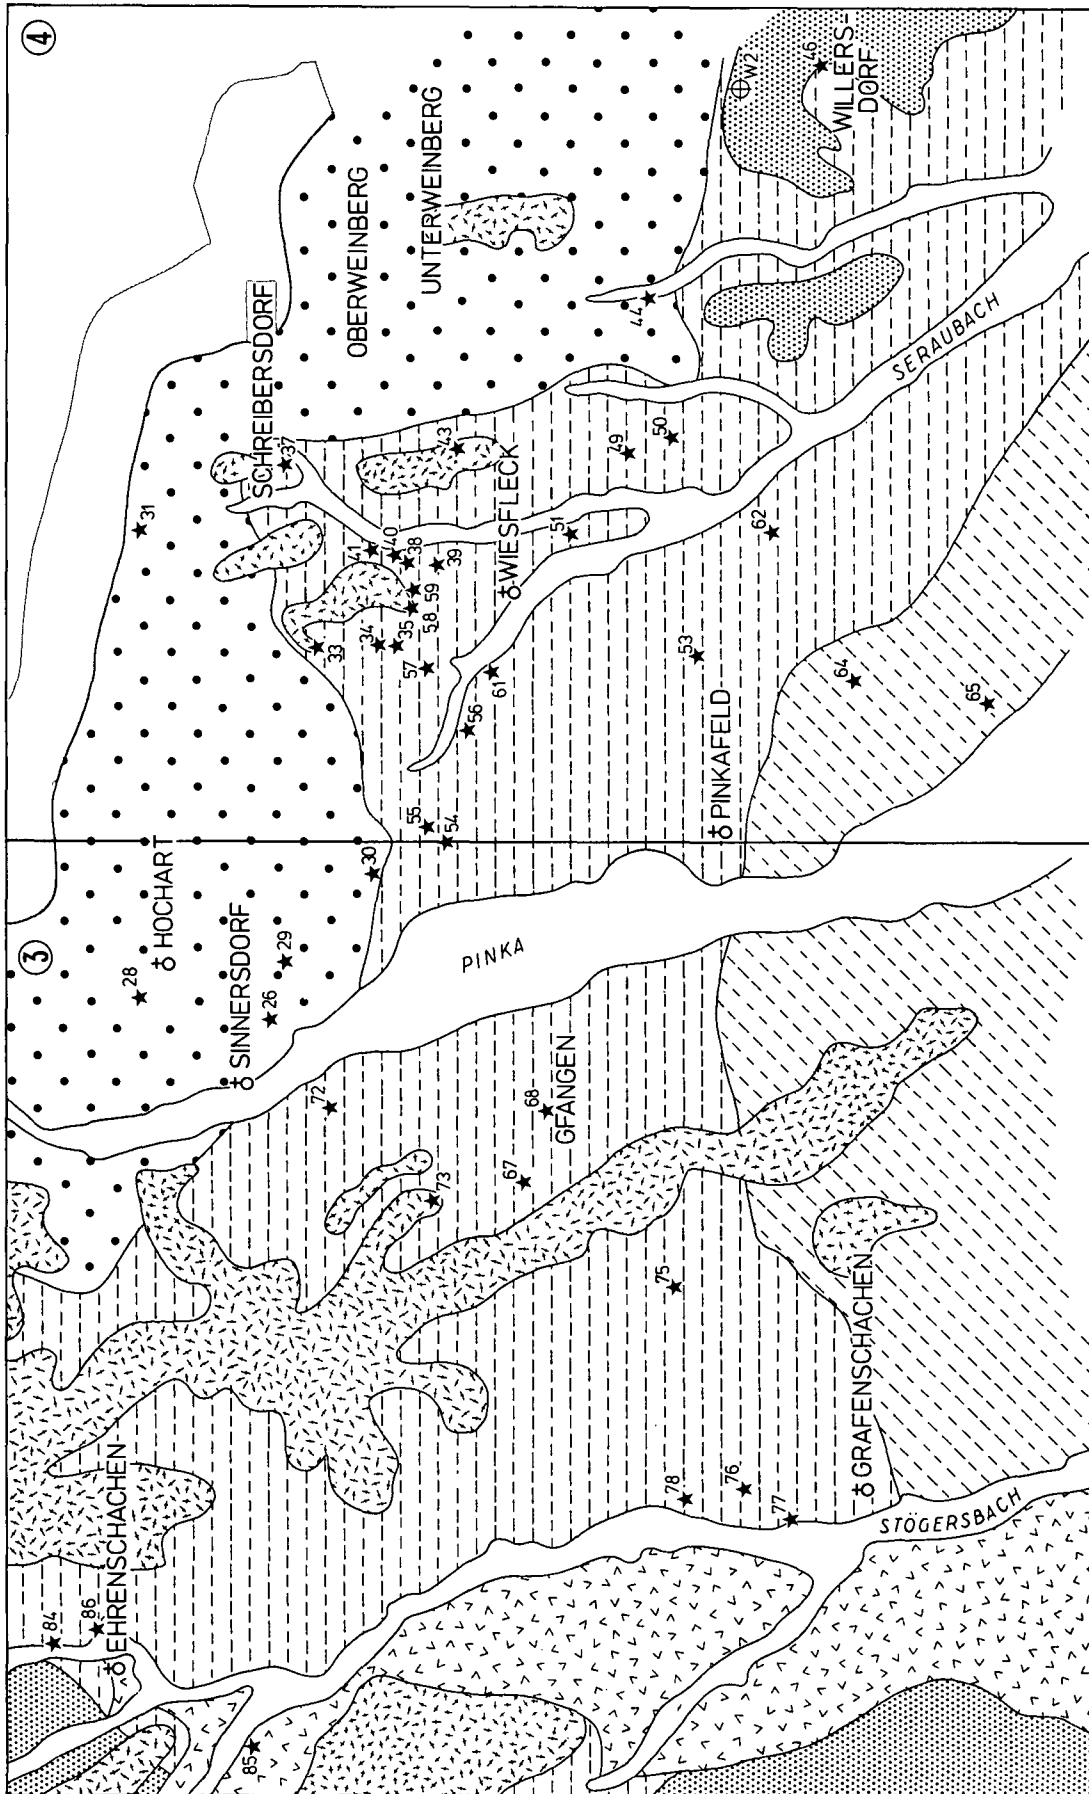 3
4
EHRENSCHACHEN
84
86
85
STÖGERSBACH
GRAFENSCHACHEN
77
76
78
75
73
72
67
68
GFANGEN
PINKA
SINNERSDORF
26
29
28
HOCHART
30
54
55
56
57
61
PINKAFELD
53
64
65
62
33
34
35
58
59
39
38
40
41
WIESFLECK
51
31
37
43
SCHREIBERSDORF
49
50
44
OBERWEINBERG
UNTERWEINBERG
SERAUBACH
W2
46
WILLERS-
DORF